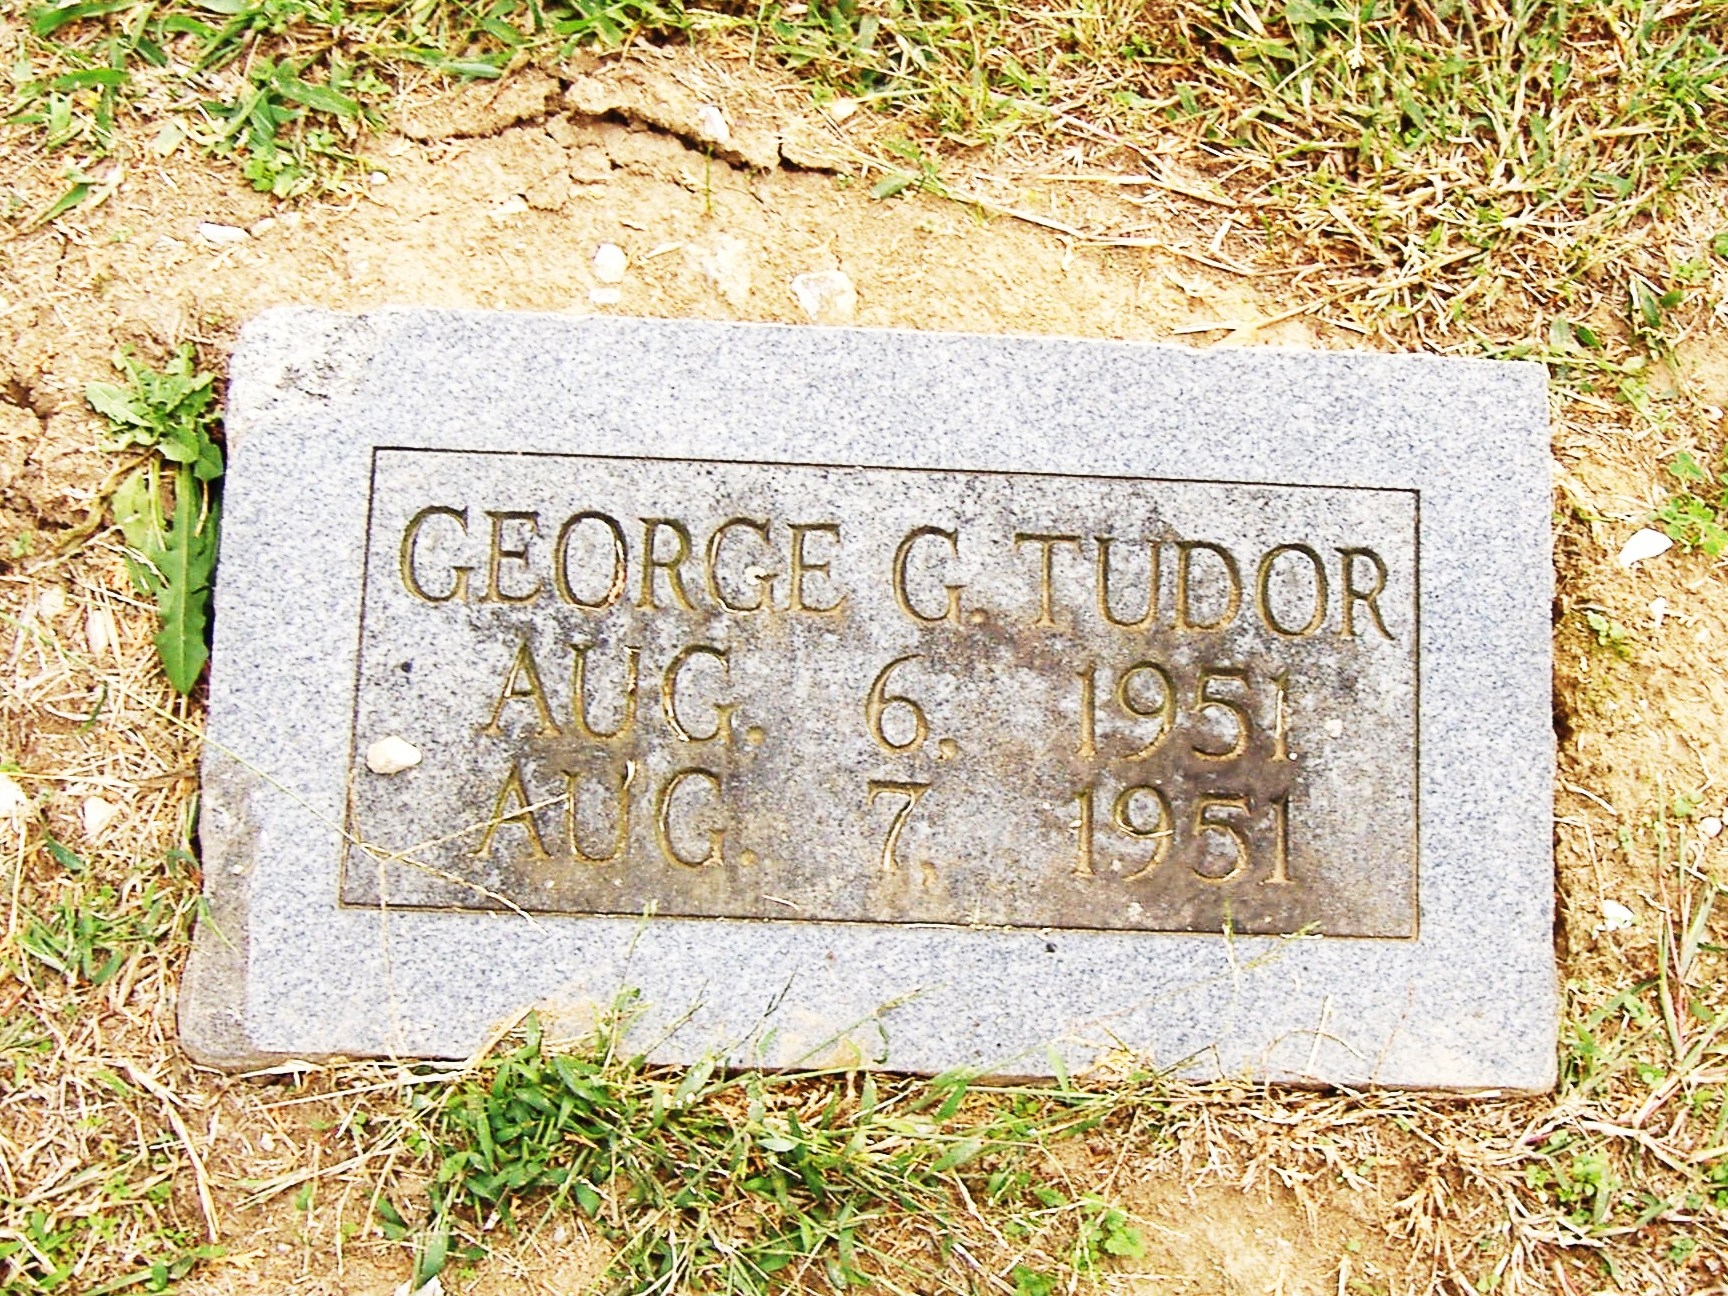 GEORGE G. TUDOR
AUG. 6, 1951
AUG. 7, 1951